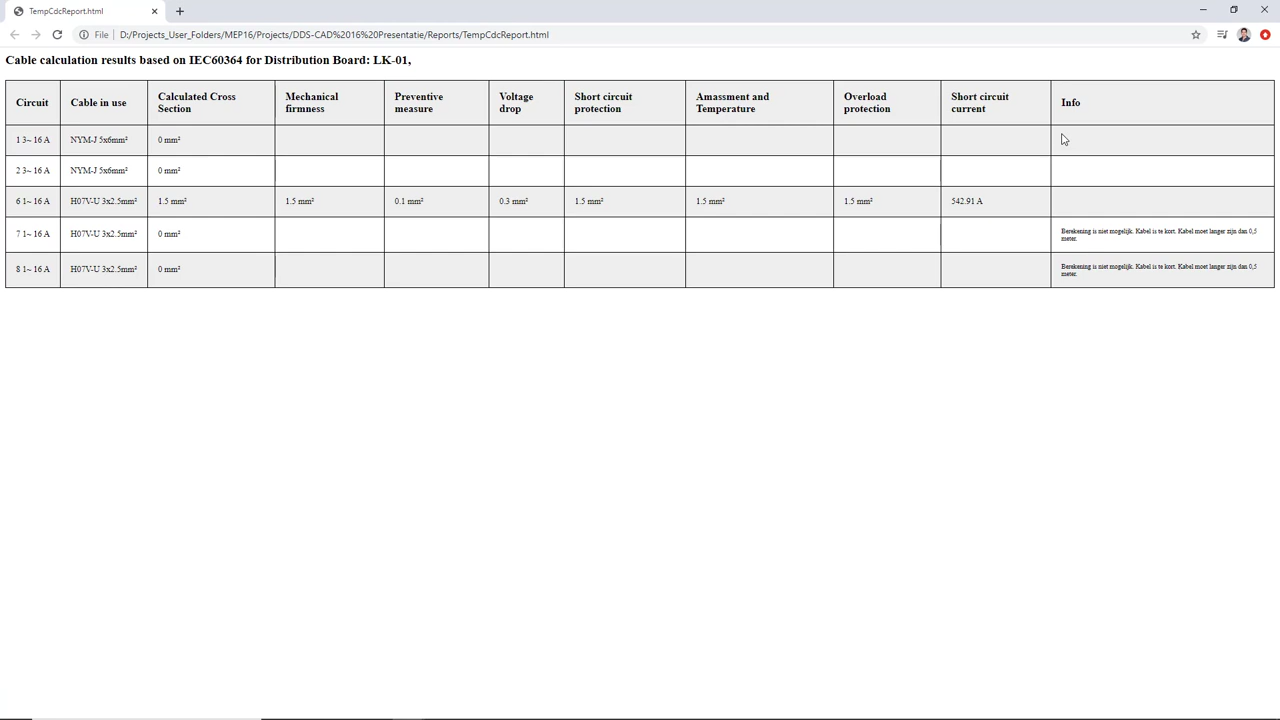 TempCdcReport.html
File D:/Projects_User_Folders/MEP16/Projects/DDS-CAD%2016%20Presentatie/Reports/TempCdcReport.html
Cable calculation results based on IEC60364 for Distribution Board: LK-01,
Circuit Cable in use Calculated Cross Section Mechanical firmness Preventive measure Voltage drop Short circuit protection Amassment and Temperature Overload protection Short circuit current Info
1 3~ 16 A NYM-J 5x6mm² 0 mm²
2 3~ 16 A NYM-J 5x6mm² 0 mm²
6 1~ 16 A H07V-U 3x2.5mm² 1.5 mm² 1.5 mm² 0.1 mm² 0.3 mm² 1.5 mm² 1.5 mm² 1.5 mm² 542.91 A
7 1~ 16 A H07V-U 3x2.5mm² 0 mm² Berekening is niet mogelijk. Kabel is te kort. Kabel moet langer zijn dan 0,5
meter.
8 1~ 16 A H07V-U 3x2.5mm² 0 mm² Berekening is niet mogelijk. Kabel is te kort. Kabel moet langer zijn dan 0,5
meter.